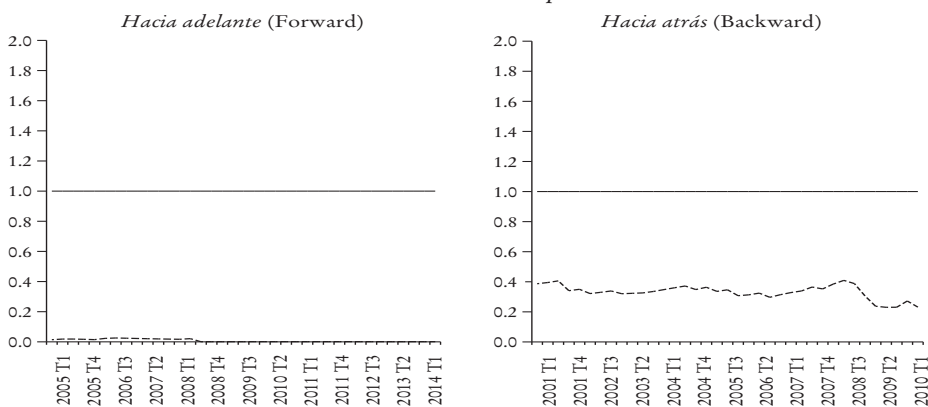 Hacia adelante (Forward)
2.0
1.8
1.6
1.4
1.2
1.0
0.8
0.6
0.4
0.2
0.0
2005 T1
2005 T4
2006 T3
2007 T2
2008 T1
2008 T4
2009 T3
2010 T2
2011 T1
2011 T4
2012 T3
2013 T2
2014 T1
Hacia atrás (Backward)
2.0
1.8
1.6
1.4
1.2
1.0
0.8
0.6
0.4
0.2
0.0
2001 T1
2001 T4
2002 T3
2003 T2
2004 T1
2004 T4
2005 T3
2006 T2
2007 T1
2007 T4
2008 T3
2009 T2
2010 T1